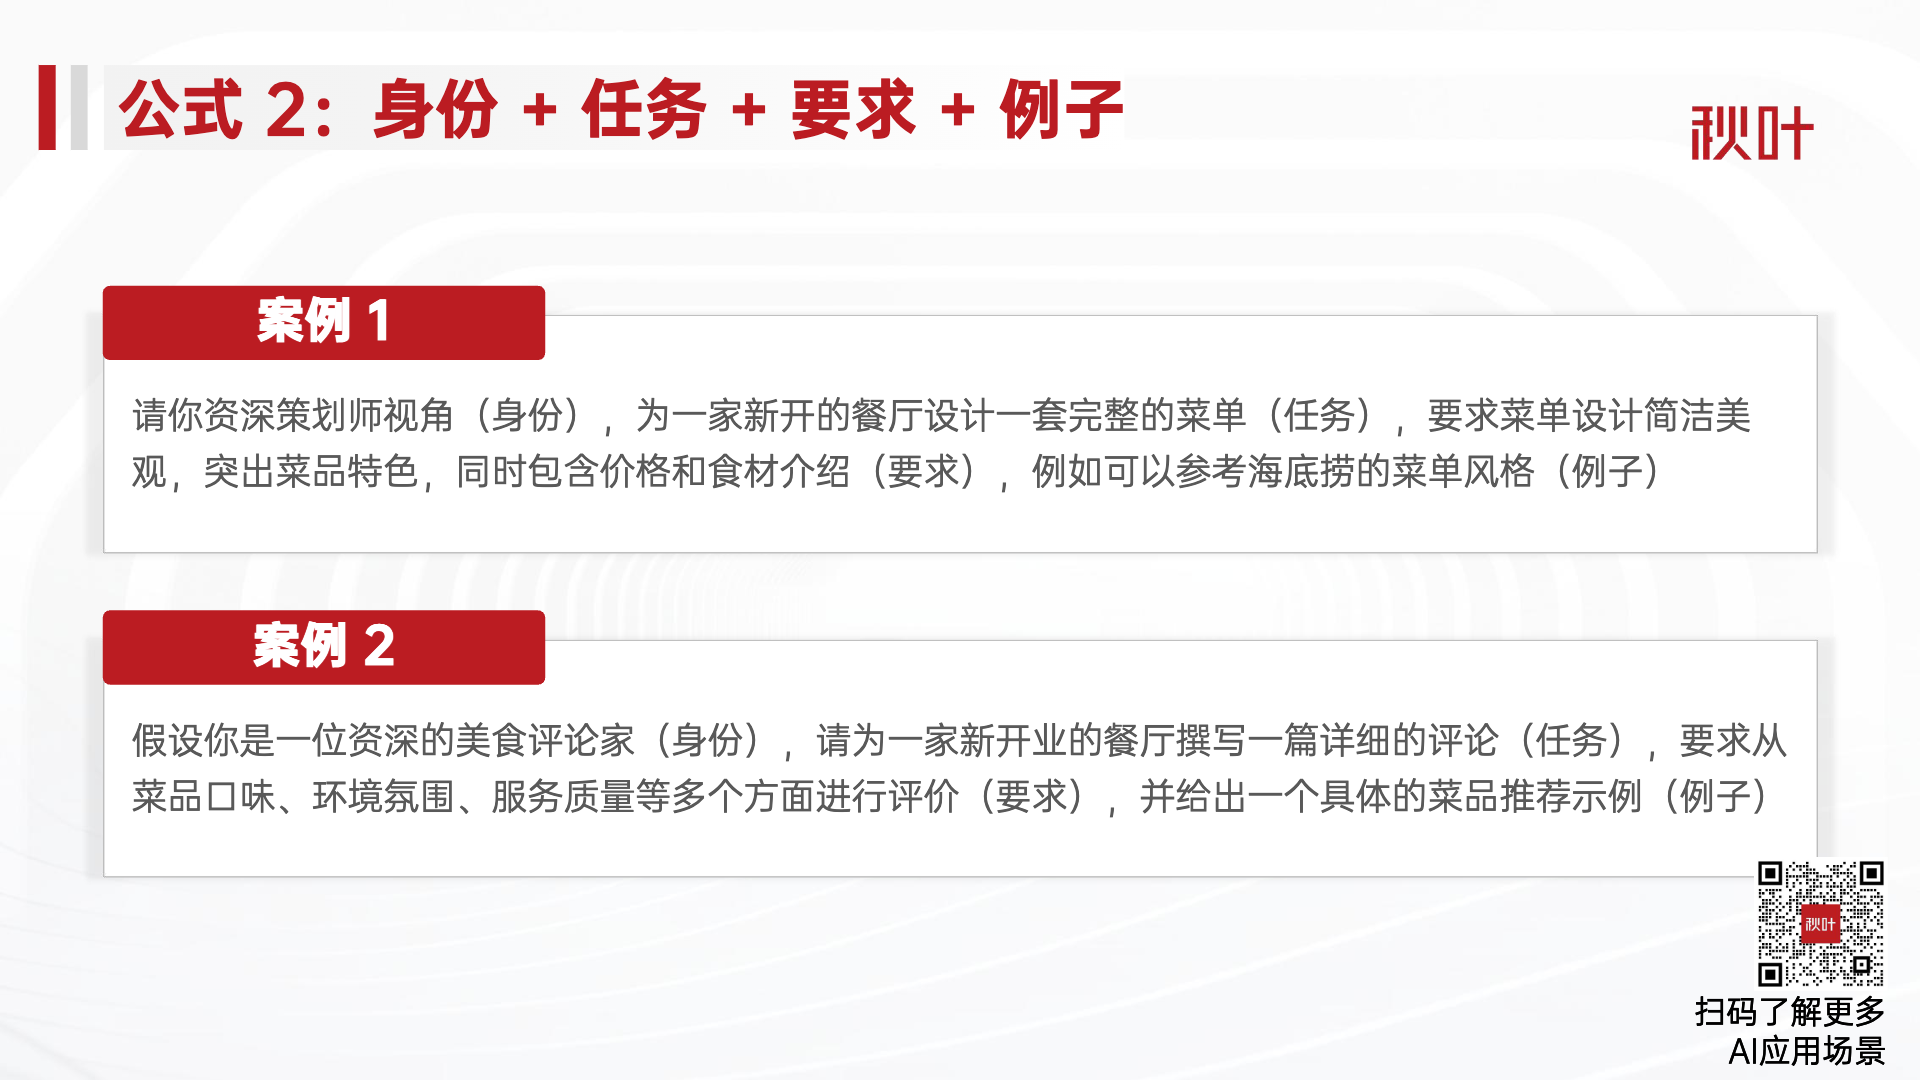 公式 2：身份 + 任务 + 要求 + 例子
秋叶
案例 1
请你资深策划师视角（身份），为一家新开的餐厅设计一套完整的菜单（任务），要求菜单设计简洁美
观，突出菜品特色，同时包含价格和食材介绍（要求），例如可以参考海底捞的菜单风格（例子）
案例 2
假设你是一位资深的美食评论家（身份），请为一家新开业的餐厅撰写一篇详细的评论（任务），要求从
菜品口味、环境氛围、服务质量等多个方面进行评价（要求），并给出一个具体的菜品推荐示例（例子）
秋叶
扫码了解更多
AI应用场景